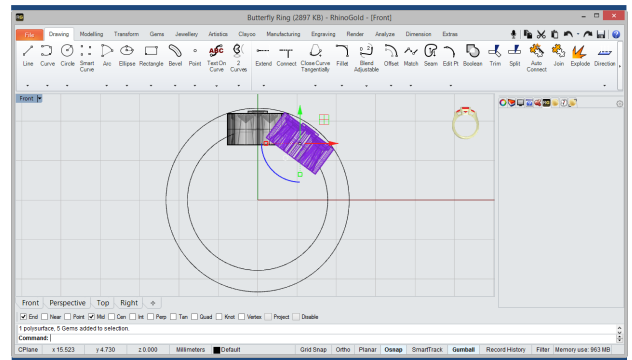 Butterfly Ring (2897 KB) - RhinoGold - [Front]
File Drawing Modelling Transform Gems Jewellery Artistics Clayoo Manufacturing Engraving Render Analyze Dimension Extras
Line Curve Circle Smart Curve Arc Ellipse Rectangle Bevel Point Text On Curve 2 Curves Extend Connect Close Curve Tangentially Fillet Blend Adjustable Offset Match Seam Edit Pt Boolean Trim Split Auto Connect Join Explode Direction
Front
Front Perspective Top Right
End Near Point Mid Cen Int Perp Tan Quad Knot Vertex Project Disable
1 polysurface, 5 Gems added to selection.
Command:
CPlane x 15.523 y 4.730 z 0.000 Millimeters Default Grid Snap Ortho Planar Osnap SmartTrack Gumball Record History Filter Memory use: 963 MB